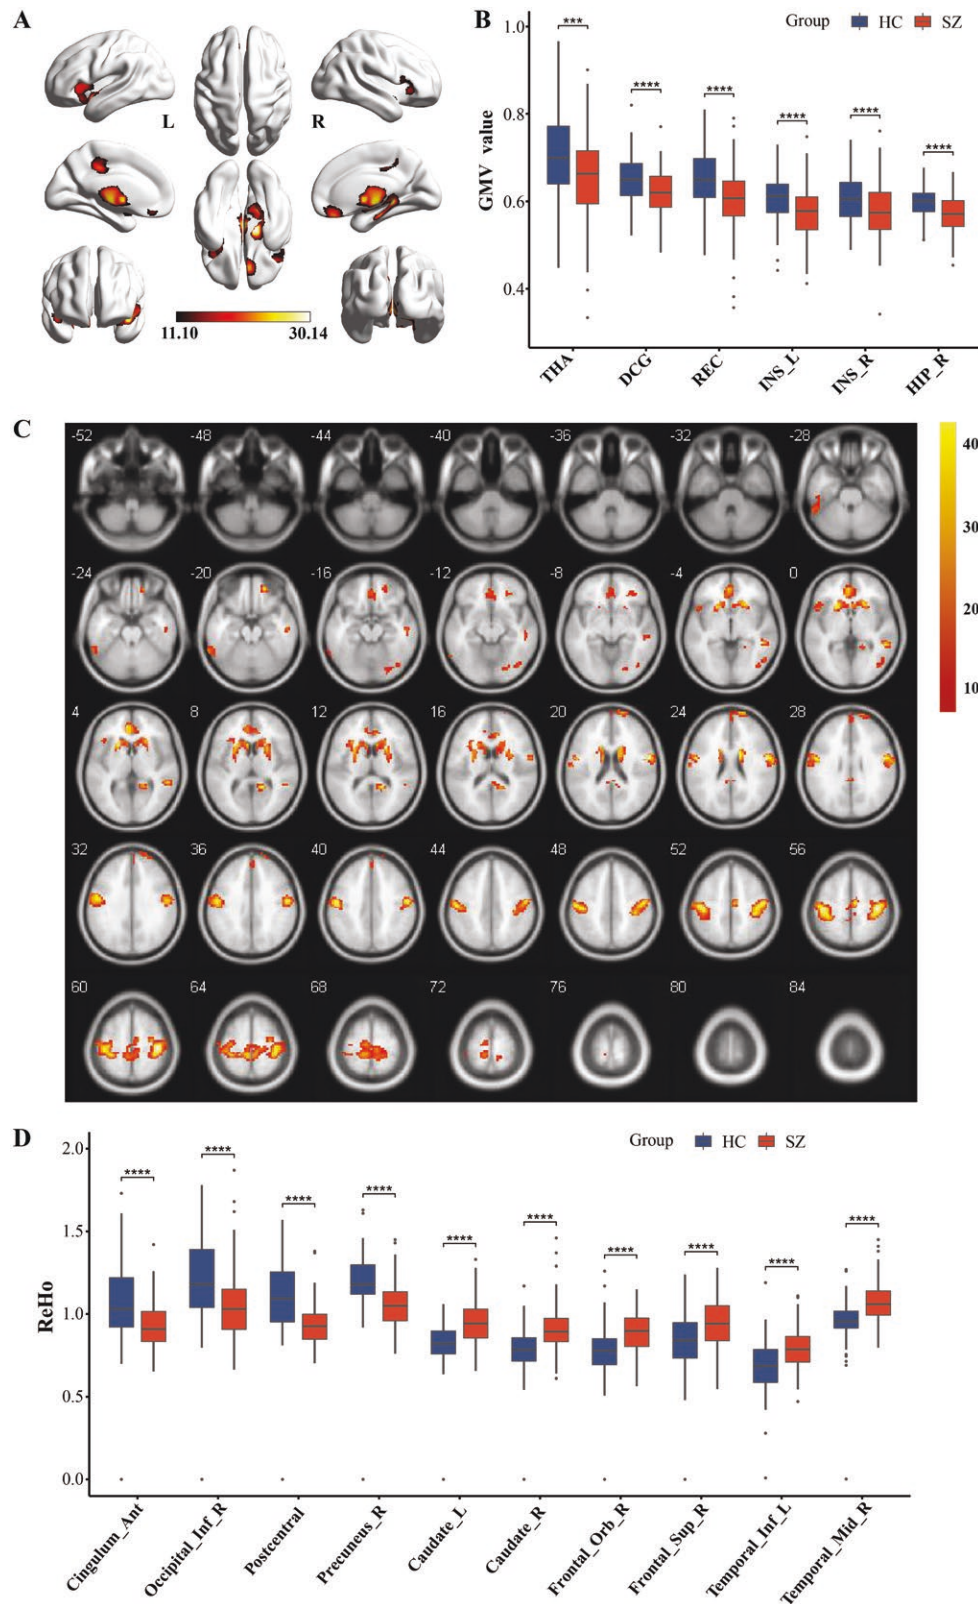 A
L
R
11.10
30.14
B
Group HC SZ
GMV value
1.0
0.8
0.6
0.4
***
****
****
****
****
****
THA
DCG
REC
INS_L
INS_R
HIP_R
C
-52 -48 -44 -40 -36 -32 -28
-24 -20 -16 -12 -8 -4 0
4 8 12 16 20 24 28
32 36 40 44 48 52 56
60 64 68 72 76 80 84
40
30
20
10
D
Group HC SZ
ReHo
2.0
1.5
1.0
0.5
0.0
****
****
****
****
****
****
****
****
****
****
Cingulum_Ant
Occipital_Inf_R
Postcentral
Precuneus_R
Caudate_L
Caudate_R
Frontal_Orb_R
Frontal_Sup_R
Temporal_Inf_L
Temporal_Mid_R